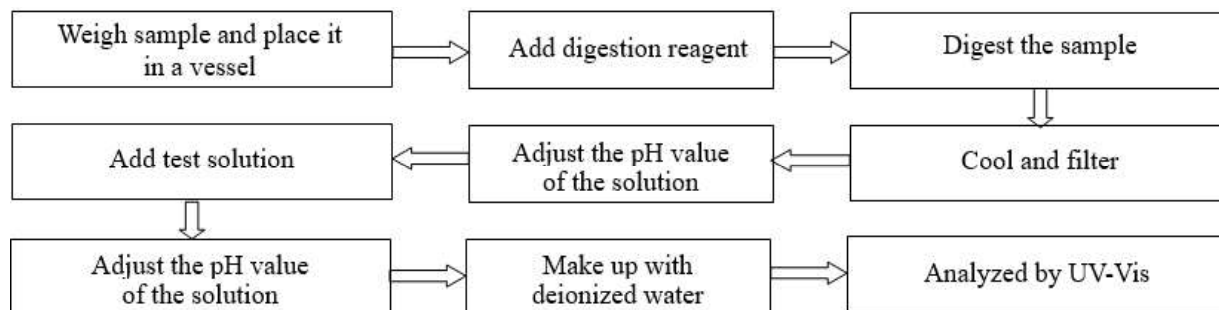 Weigh sample and place it
in a vessel
Add digestion reagent
Digest the sample
Cool and filter
Adjust the pH value
of the solution
Add test solution
Adjust the pH value
of the solution
Make up with
deionized water
Analyzed by UV-Vis